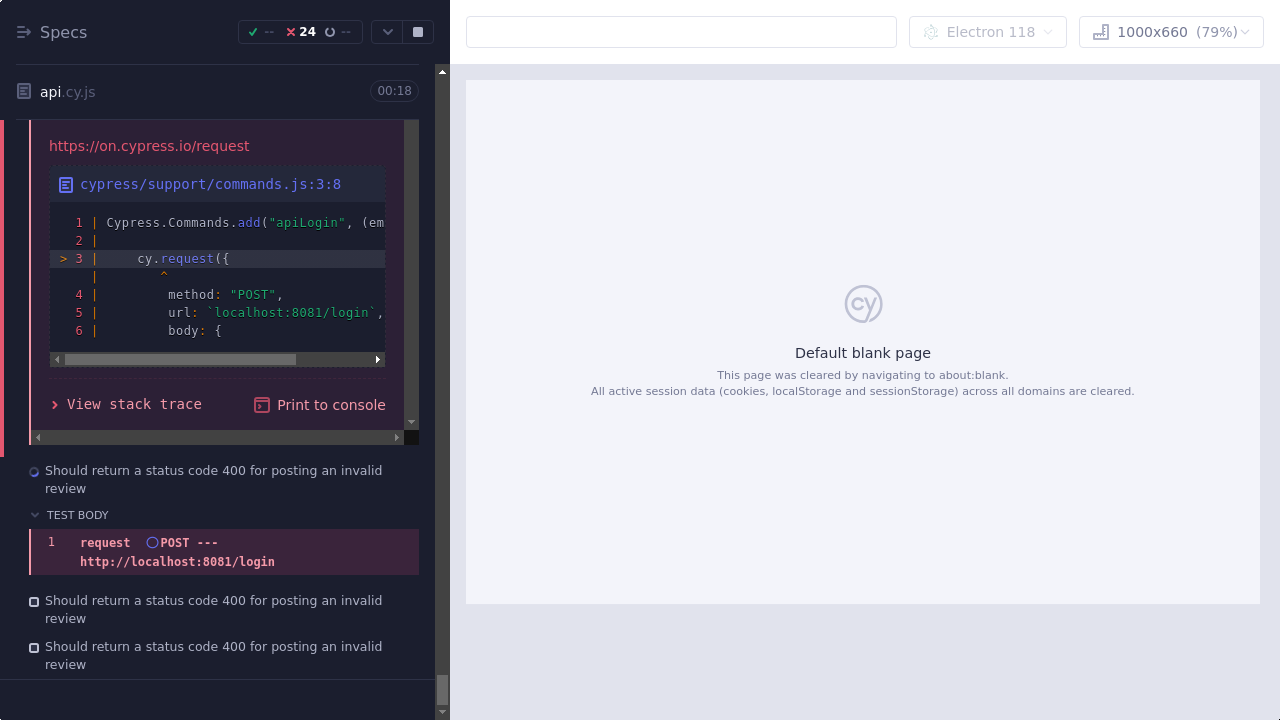 Specs
-- 24 --
Electron 118
1000x660 (79%)
api.cy.js
00:18
https://on.cypress.io/request
cypress/support/commands.js:3:8
1 | Cypress.Commands.add("apiLogin", (em
2 |
> 3 |     cy.request({
|        ^
4 |         method: "POST",
5 |         url: `localhost:8081/login`,
6 |         body: {
View stack trace
Print to console
Should return a status code 400 for posting an invalid
review
TEST BODY
1 request POST ---
http://localhost:8081/login
Should return a status code 400 for posting an invalid
review
Should return a status code 400 for posting an invalid
review
cy
Default blank page
This page was cleared by navigating to about:blank.
All active session data (cookies, localStorage and sessionStorage) across all domains are cleared.